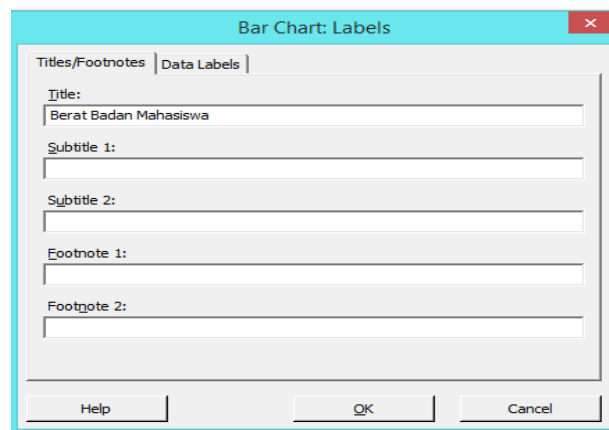 Bar Chart: Labels
Titles/Footnotes Data Labels
Title:
Berat Badan Mahasiswa
Subtitle 1:
Subtitle 2:
Footnote 1:
Footnote 2:
Help OK Cancel